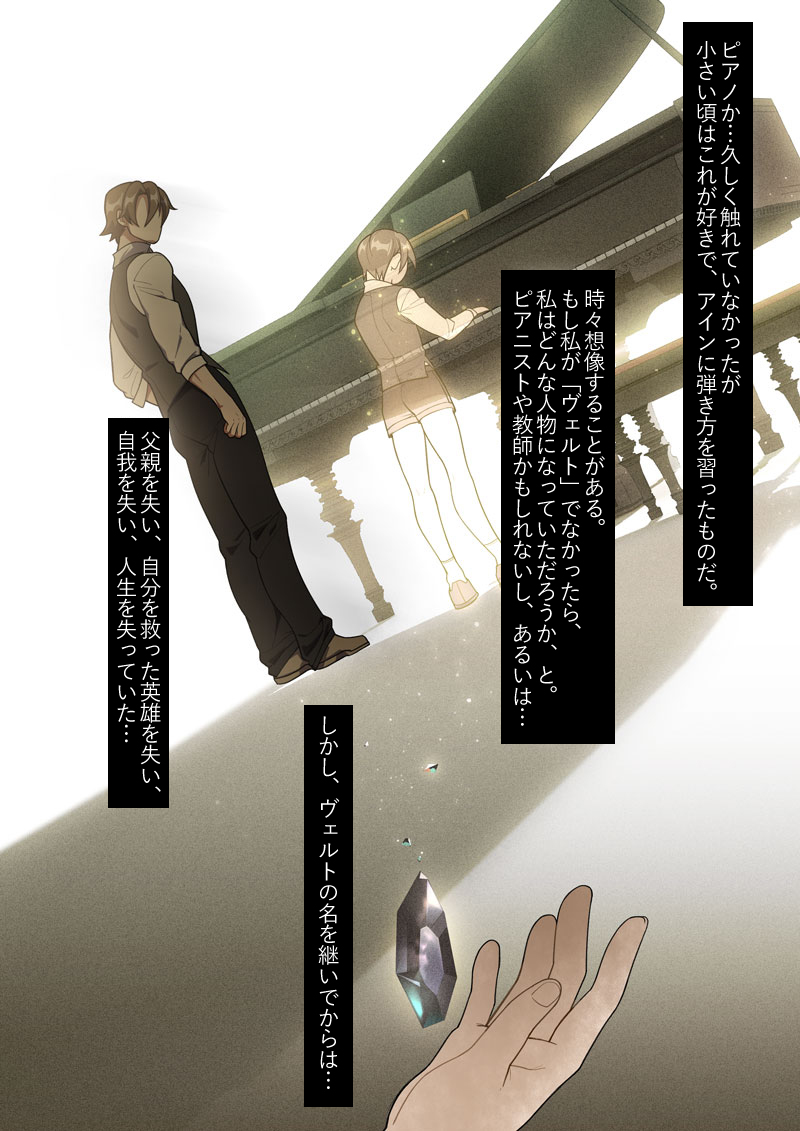 ピアノか…久しく触れていなかったが
小さい頃はこれが好きで、アインに弾き方を習ったものだ。
時々想像することがある。
もし私が「ヴェルト」でなかったら、
私はどんな人物になっていただろうか、と。
ピアニストや教師かもしれないし、あるいは…
父親を失い、自分を救った英雄を失い、
自我を失い、人生を失っていた…
しかし、ヴェルトの名を継いでからは…